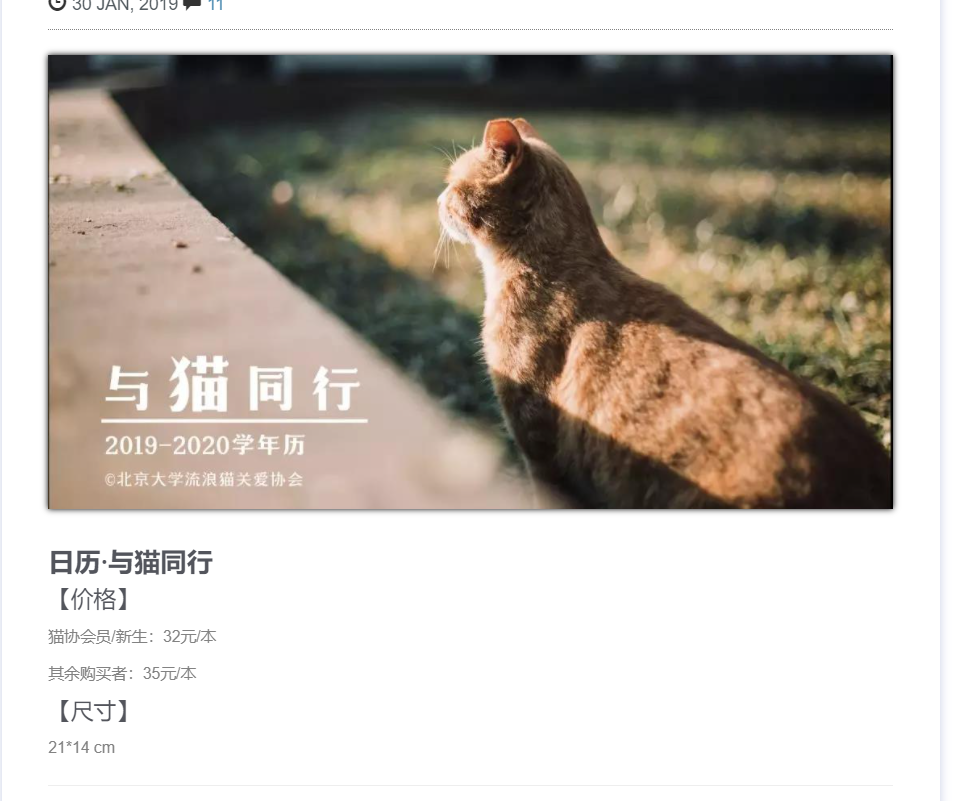 30 JAN, 2019 11
与猫同行
2019-2020学年历
©北京大学流浪猫关爱协会
日历·与猫同行
【价格】
猫协会员/新生：32元/本
其余购买者：35元/本
【尺寸】
21*14 cm